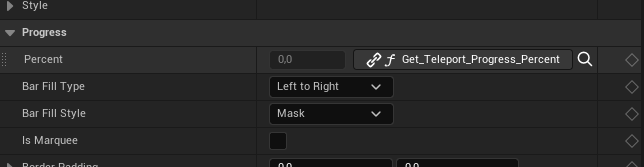 Style
Progress
Percent 0,0 Get_Teleport_Progress_Percent
Bar Fill Type Left to Right
Bar Fill Style Mask
Is Marquee
Border Padding 0,0 0,0